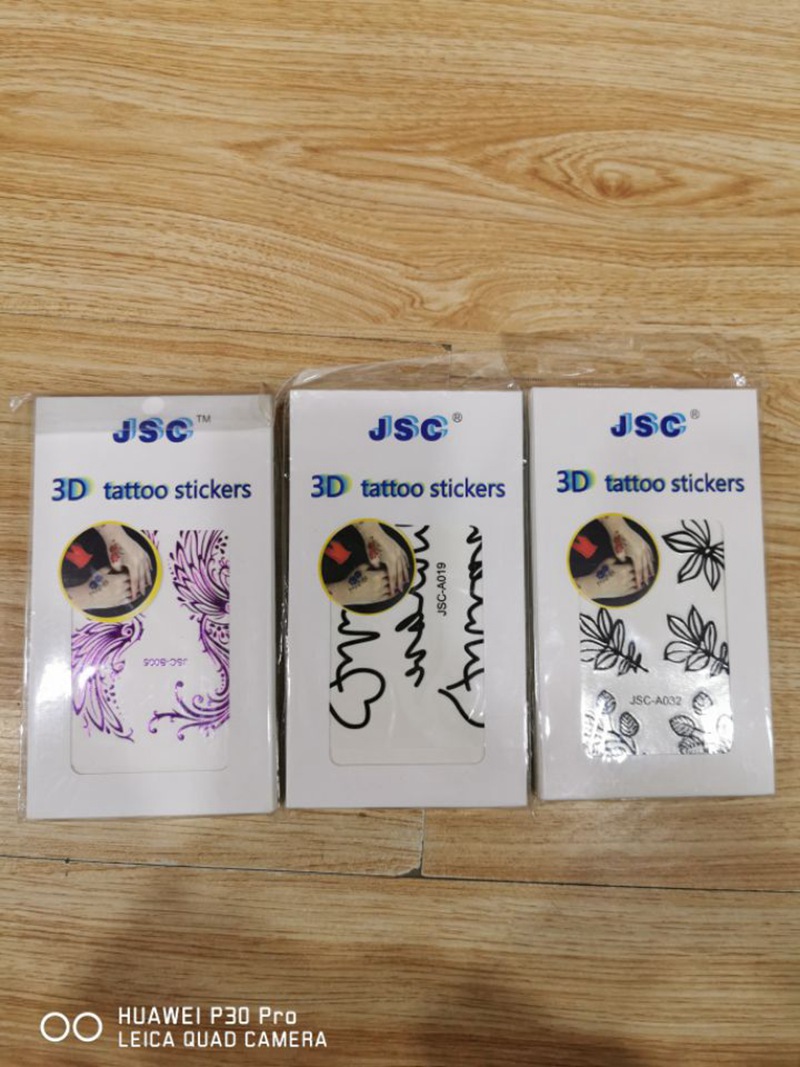 JSC™
3D tattoo stickers
JSC-B005
JSC®
3D tattoo stickers
JSC-A019
JSC®
3D tattoo stickers
JSC-A032
HUAWEI P30 Pro
LEICA QUAD CAMERA